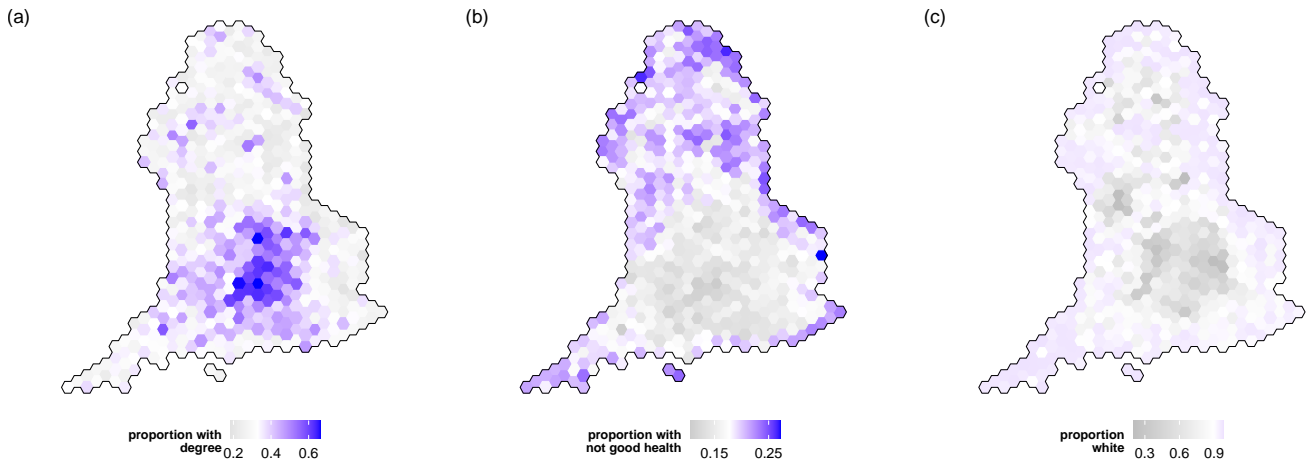 (a)
(b)
(c)
proportion with
degree
0.2 0.4 0.6
proportion with
not good health
0.15 0.25
proportion
white
0.3 0.6 0.9